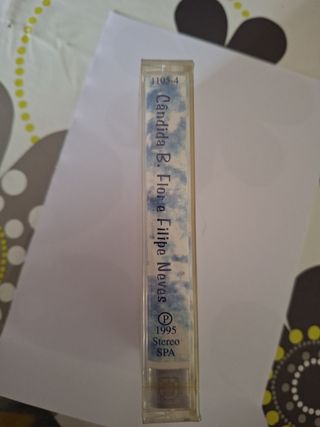 1105-4
Cândida B. Flor e Filipe Neves
℗
1995
Stereo
SPA